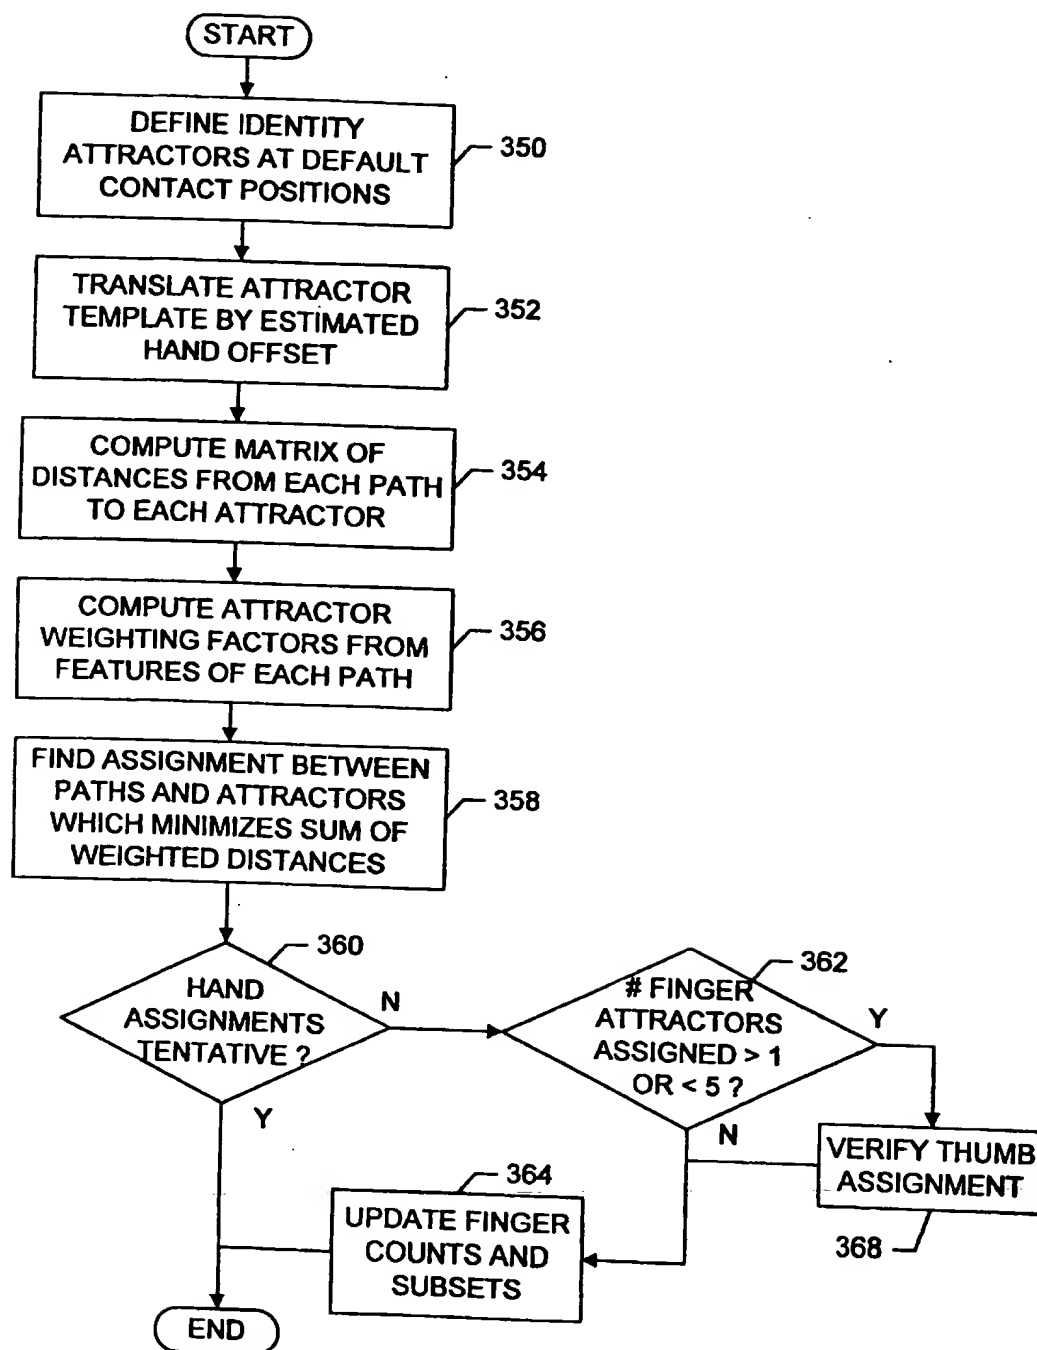 START
DEFINE IDENTITY
ATTRACTORS AT DEFAULT
CONTACT POSITIONS
350
TRANSLATE ATTRACTOR
TEMPLATE BY ESTIMATED
HAND OFFSET
352
COMPUTE MATRIX OF
DISTANCES FROM EACH PATH
TO EACH ATTRACTOR
354
COMPUTE ATTRACTOR
WEIGHTING FACTORS FROM
FEATURES OF EACH PATH
356
FIND ASSIGNMENT BETWEEN
PATHS AND ATTRACTORS
WHICH MINIMIZES SUM OF
WEIGHTED DISTANCES
358
360
HAND
ASSIGNMENTS
TENTATIVE ?
N
Y
362
# FINGER
ATTRACTORS
ASSIGNED > 1
OR < 5 ?
Y
N
VERIFY THUMB
ASSIGNMENT
368
364
UPDATE FINGER
COUNTS AND
SUBSETS
END